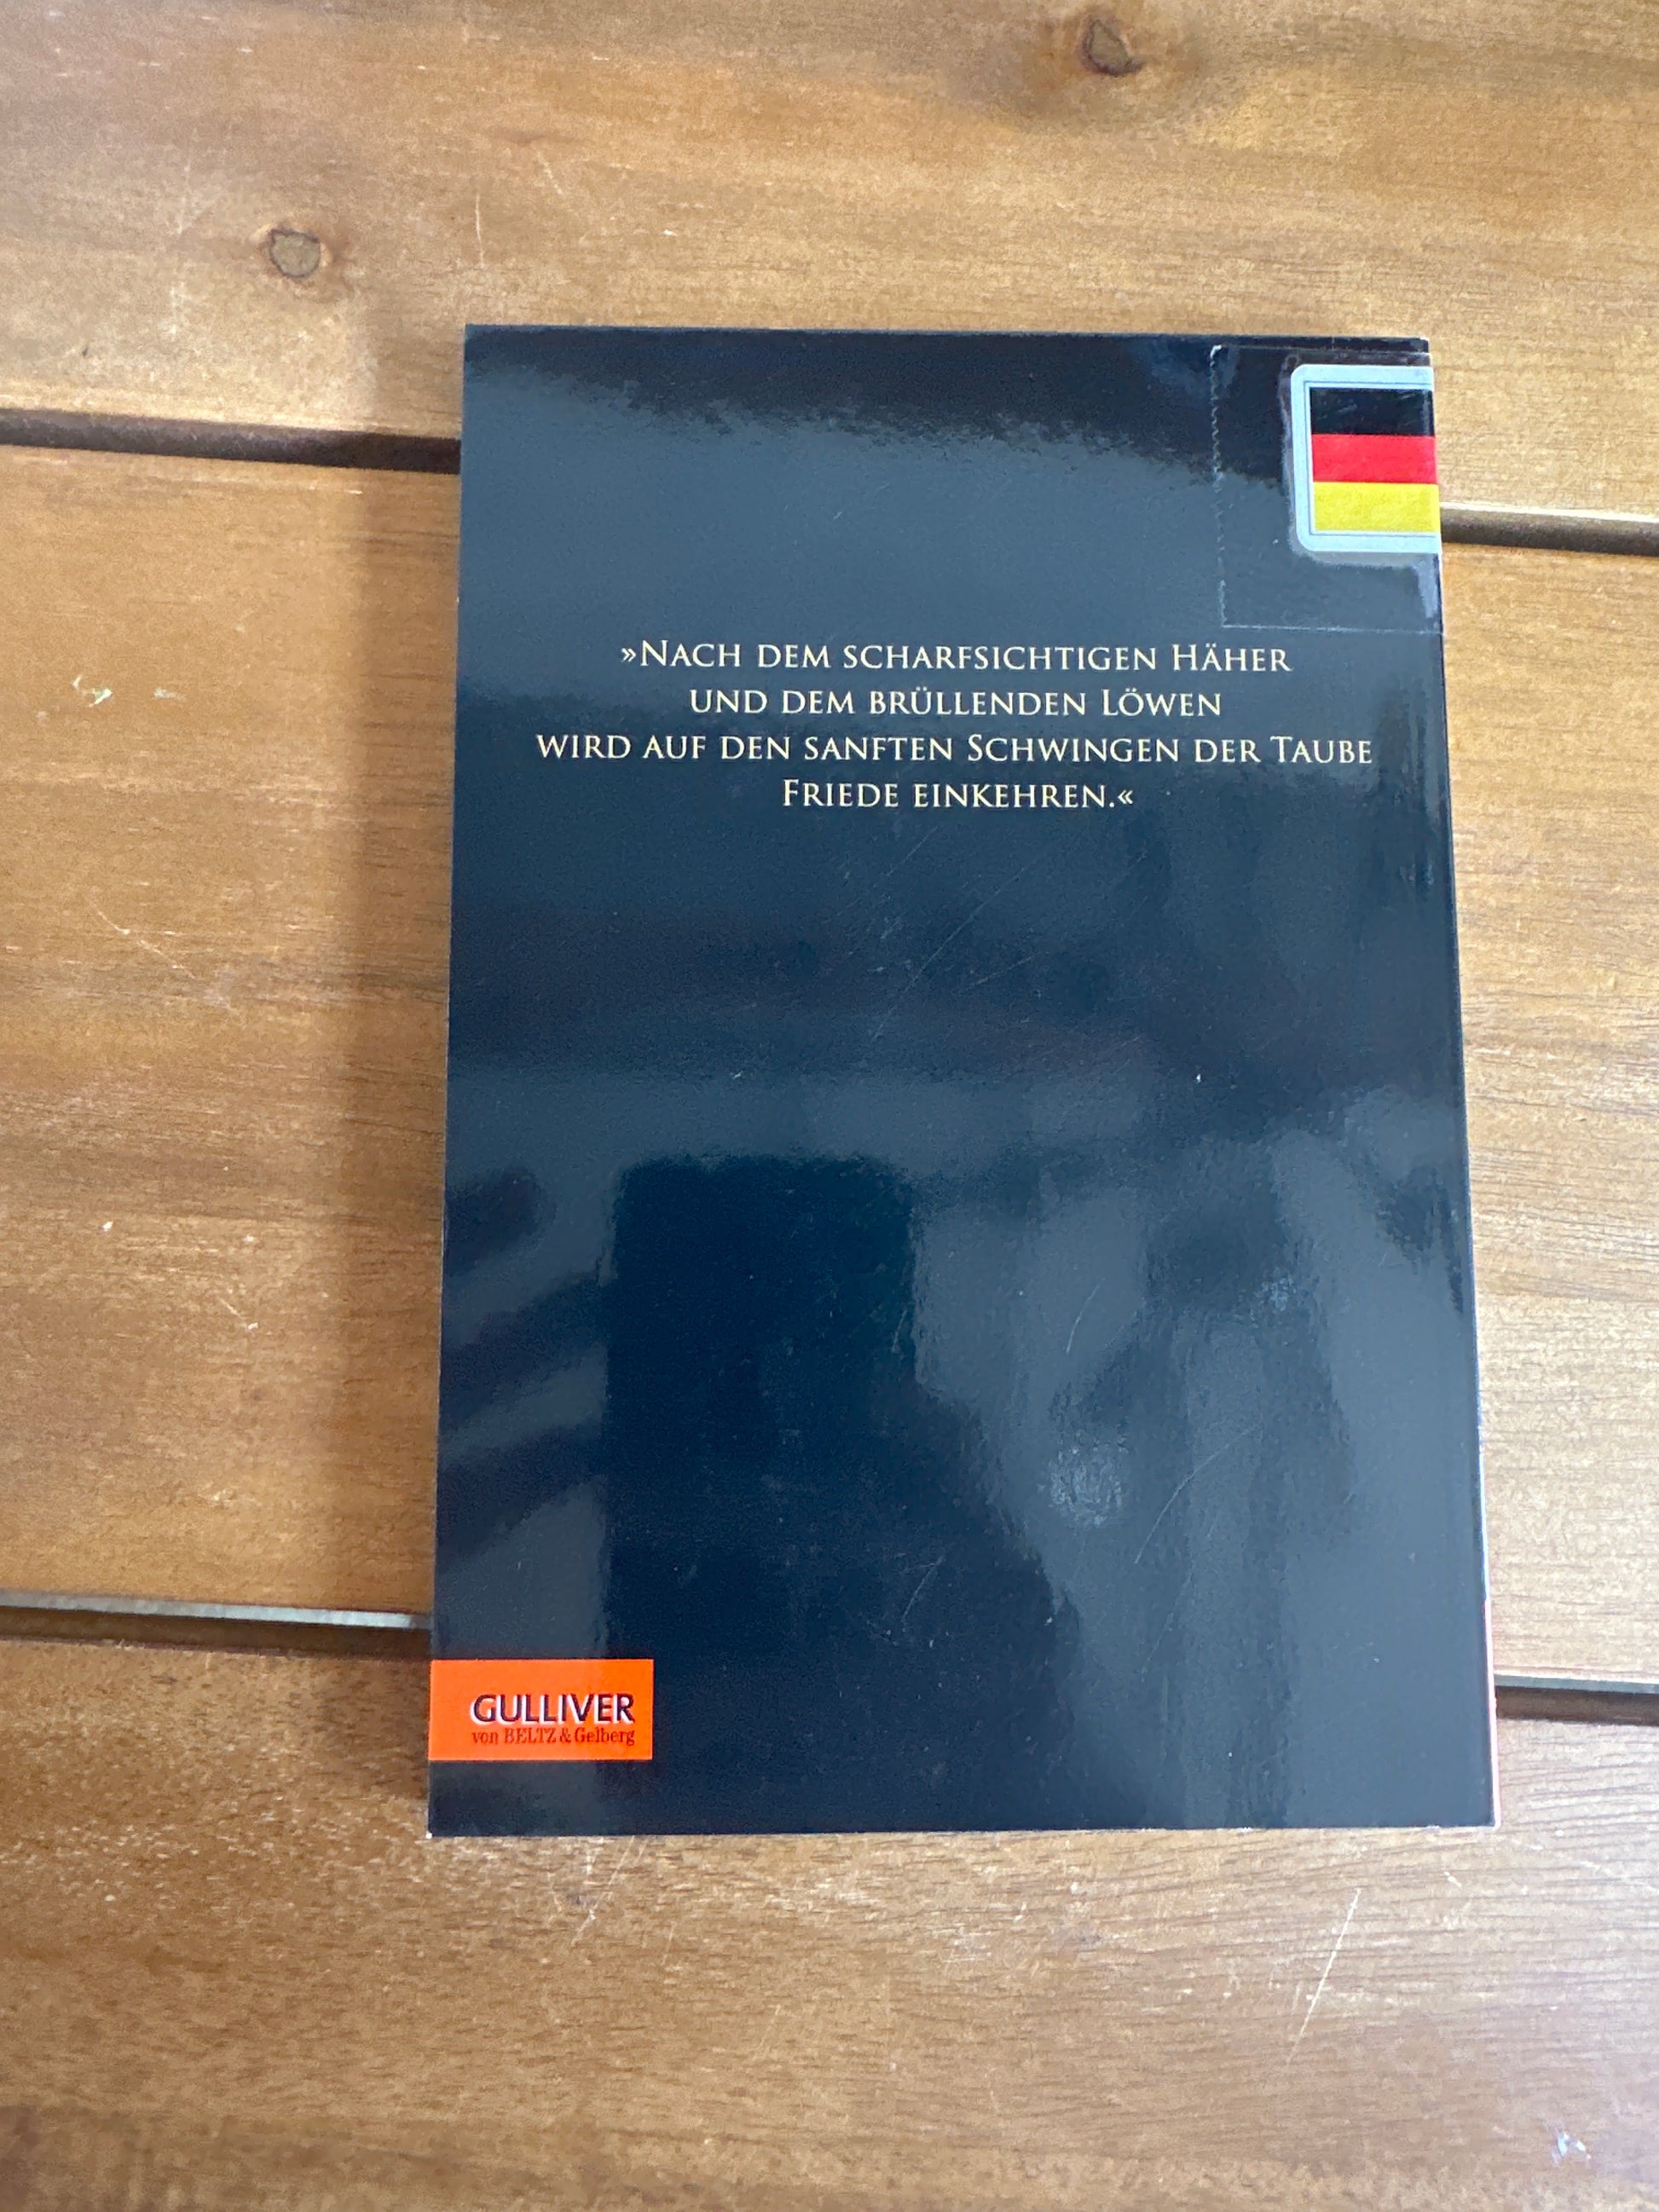 »Nach dem scharfsichtigen Häher
und dem brüllenden Löwen
wird auf den sanften Schwingen der Taube
Friede einkehren.«
GULLIVER
von BELTZ & Gelberg